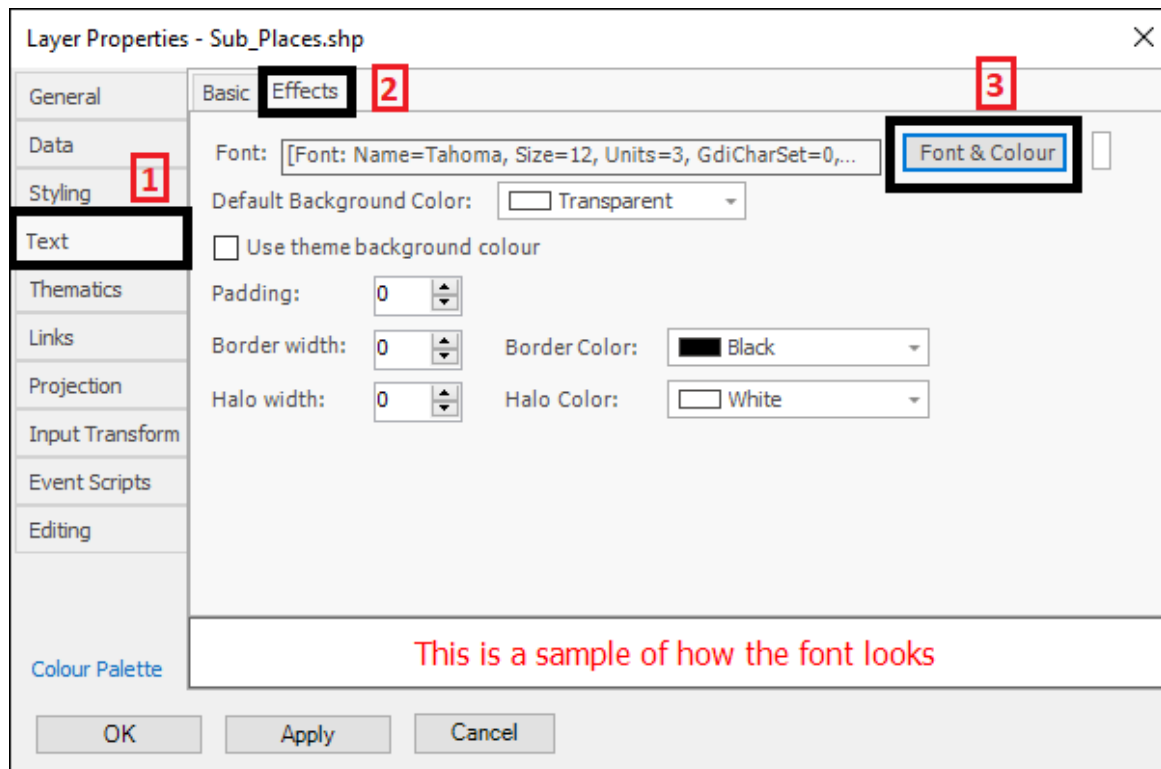 Layer Properties - Sub_Places.shp
General
Data
Styling
1
Text
Thematics
Links
Projection
Input Transform
Event Scripts
Editing
Colour Palette
Basic Effects 2
3
Font: [Font: Name=Tahoma, Size=12, Units=3, GdiCharSet=0,... Font & Colour
Default Background Color: Transparent
Use theme background colour
Padding: 0
Border width: 0 Border Color: Black
Halo width: 0 Halo Color: White
This is a sample of how the font looks
OK Apply Cancel